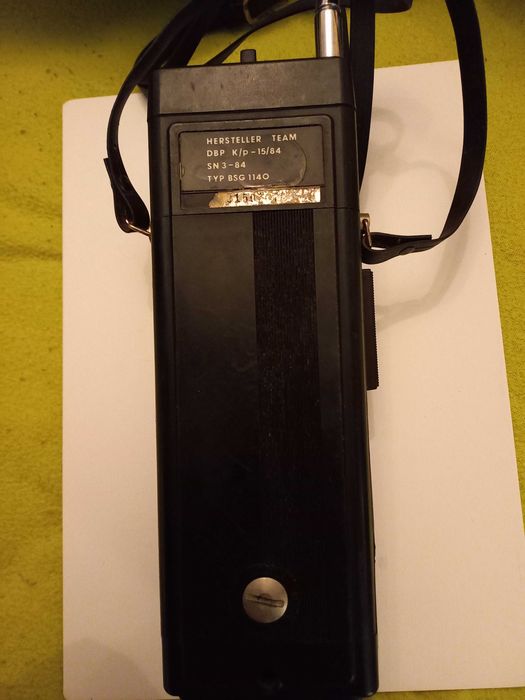 HERSTELLER TEAM
DBP K/p-15/84
SN 3-84
TYP BSG 1140